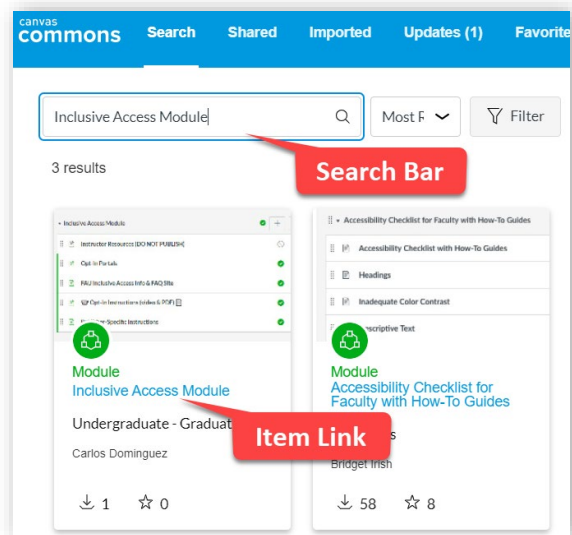 canvas
commons
Search Shared Imported Updates (1) Favorite
Inclusive Access Module
Most R
Filter
Search Bar
3 results
Inclusive Access Module
Instructor Resources (DO NOT PUBLISH)
Opt-In Portals
FAU Inclusive Access Info & FAQ Site
Opt-in Instructions (video & PDF)
-Specific Instructions
Module
Inclusive Access Module
Undergraduate - Graduat
Carlos Dominguez
1 0
Item Link
Accessibility Checklist for Faculty with How-To Guides
Accessibility Checklist with How-To Guides
Headings
Inadequate Color Contrast
scriptive Text
Module
Accessibility Checklist for
Faculty with How-To Guides
s
Bridget Irish
58 8